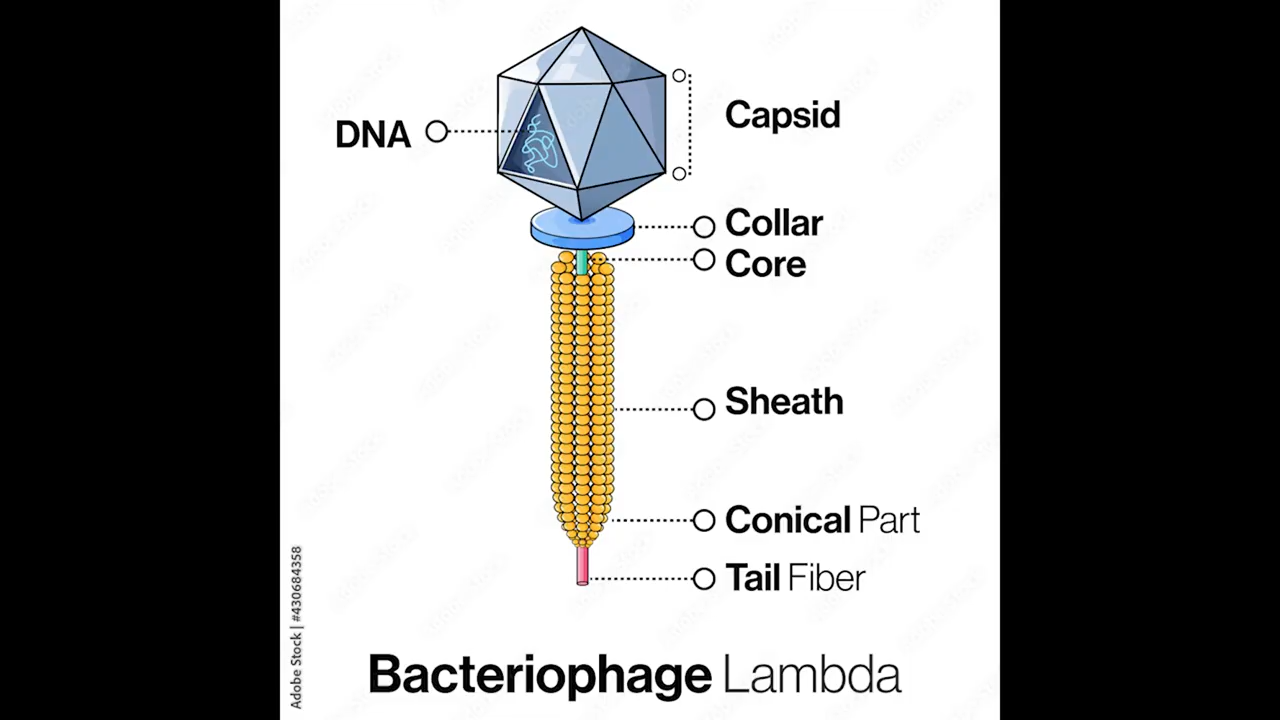 DNA
Capsid
Collar
Core
Sheath
Conical Part
Tail Fiber
Bacteriophage Lambda
Adobe Stock | #430684358